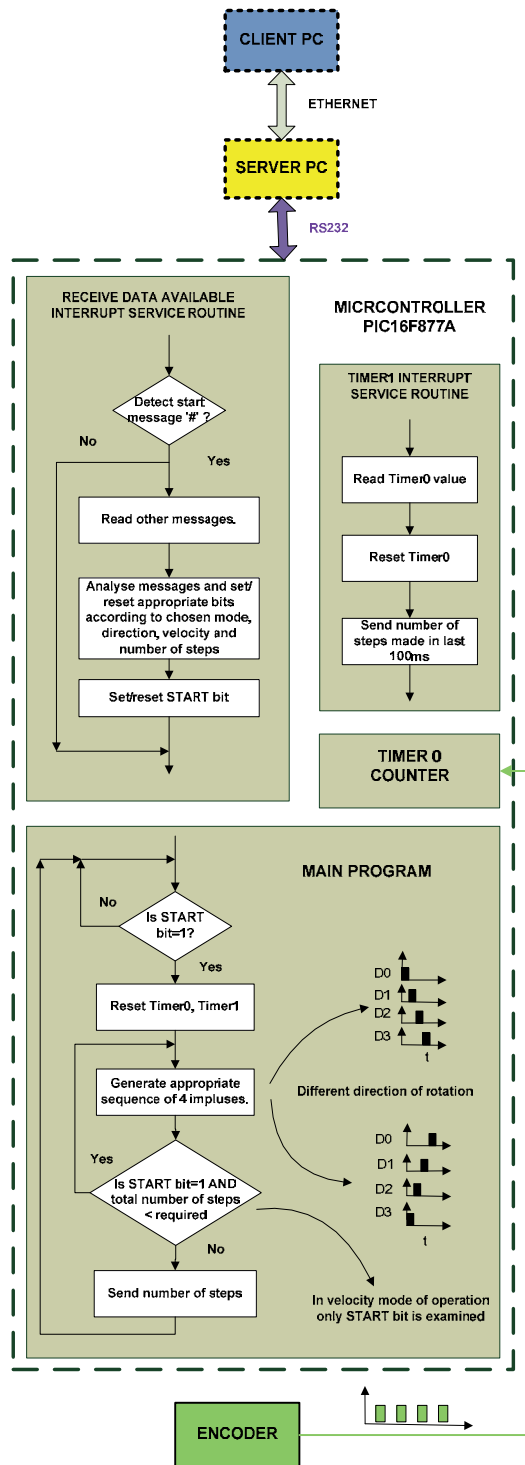 CLIENT PC
ETHERNET
SERVER PC
RS232
RECEIVE DATA AVAILABLE
INTERRUPT SERVICE ROUTINE
Detect start
message '#' ?
No
Yes
Read other messages.
Analyse messages and set/
reset appropriate bits
according to chosen mode,
direction, velocity and
number of steps
Set/reset START bit
MICRCONTROLLER
PIC16F877A
TIMER1 INTERRUPT
SERVICE ROUTINE
Read Timer0 value
Reset Timer0
Send number of
steps made in last
100ms
TIMER 0
COUNTER
MAIN PROGRAM
No
Is START
bit=1?
Yes
Reset Timer0, Timer1
Generate appropriate
sequence of 4 impluses.
Yes
Is START bit=1 AND
total number of steps
< required
No
Send number of steps
D0
D1
D2
D3
t
Different direction of rotation
D0
D1
D2
D3
t
In velocity mode of operation
only START bit is examined
ENCODER